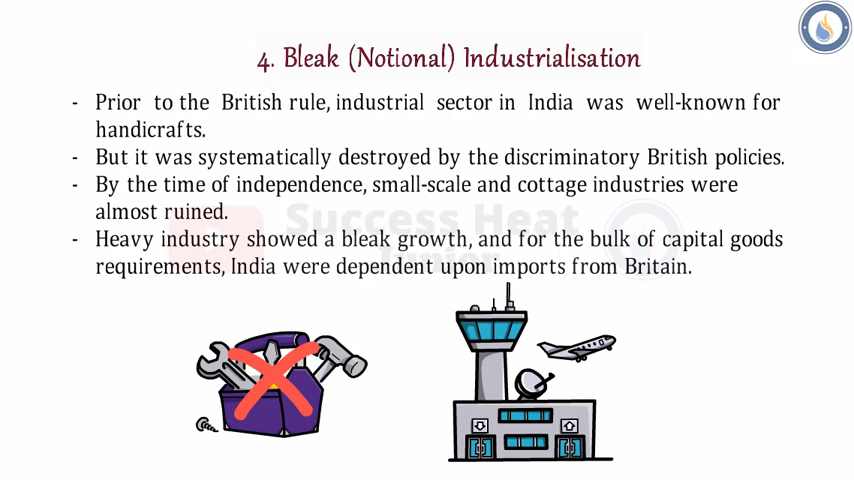 4. Bleak (Notional) Industrialisation
- Prior to the British rule, industrial sector in India was well-known for
handicrafts.
- But it was systematically destroyed by the discriminatory British policies.
- By the time of independence, small-scale and cottage industries were
almost ruined.
Success Heat
Junior
- Heavy industry showed a bleak growth, and for the bulk of capital goods
requirements, India were dependent upon imports from Britain.